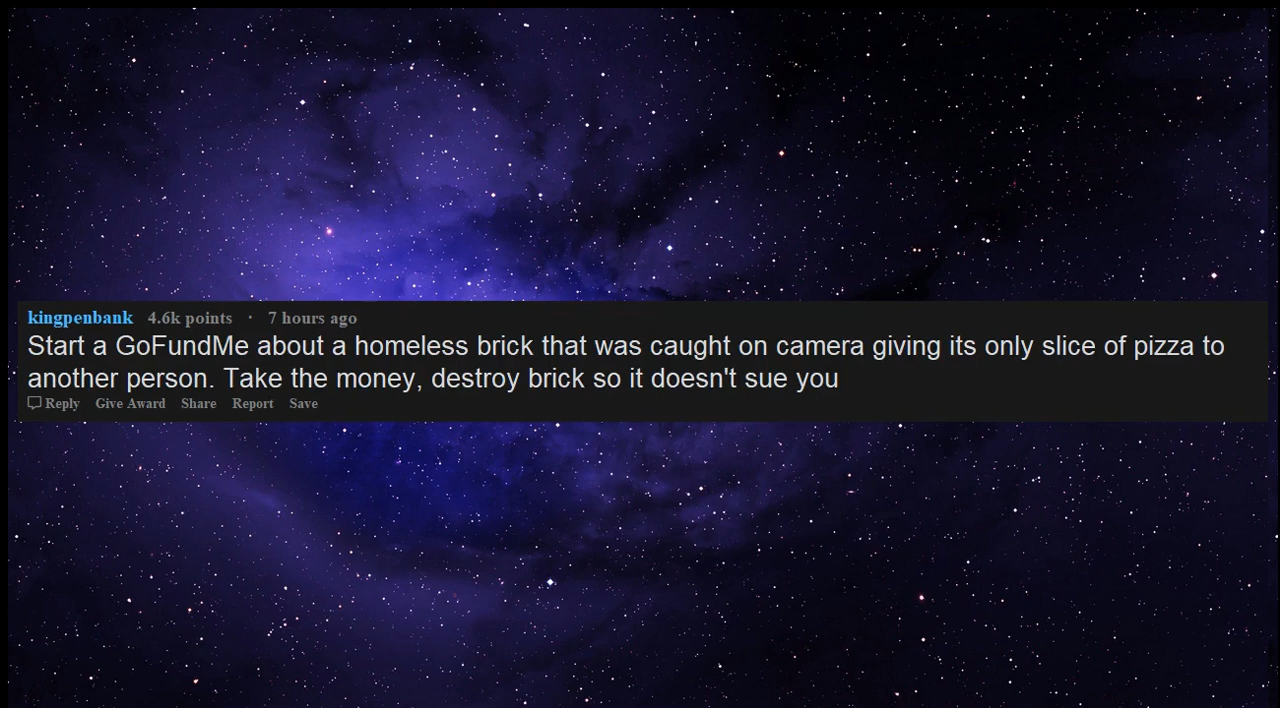 kingpenbank 4.6k points · 7 hours ago
Start a GoFundMe about a homeless brick that was caught on camera giving its only slice of pizza to
another person. Take the money, destroy brick so it doesn't sue you
Reply Give Award Share Report Save